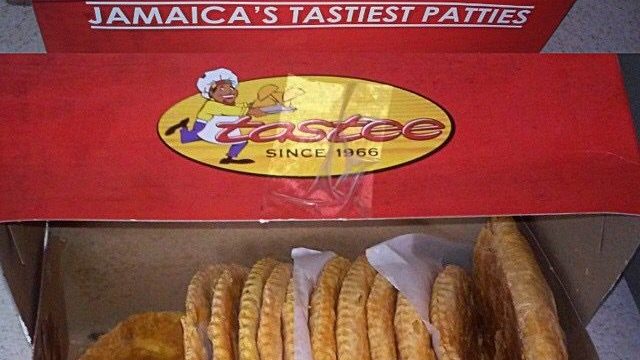 JAMAICA'S TASTIEST PATTIES
tastee
SINCE 1966